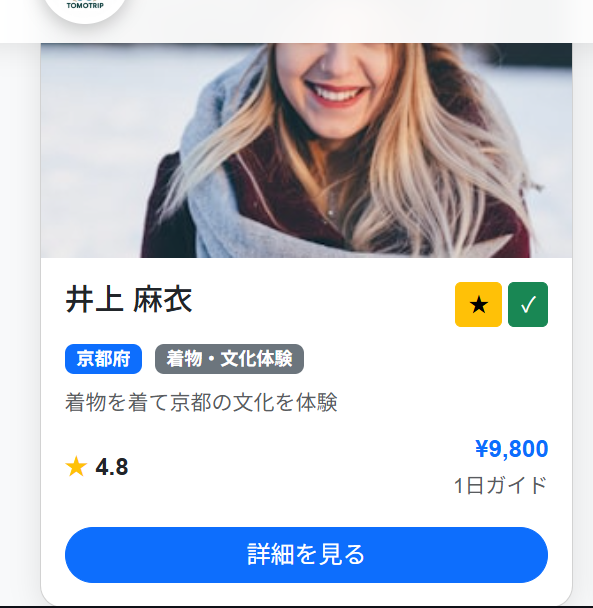 TOMOTRIP
井上 麻衣
★ ✓
京都府 着物・文化体験
着物を着て京都の文化を体験
★ 4.8
¥9,800
1日ガイド
詳細を見る